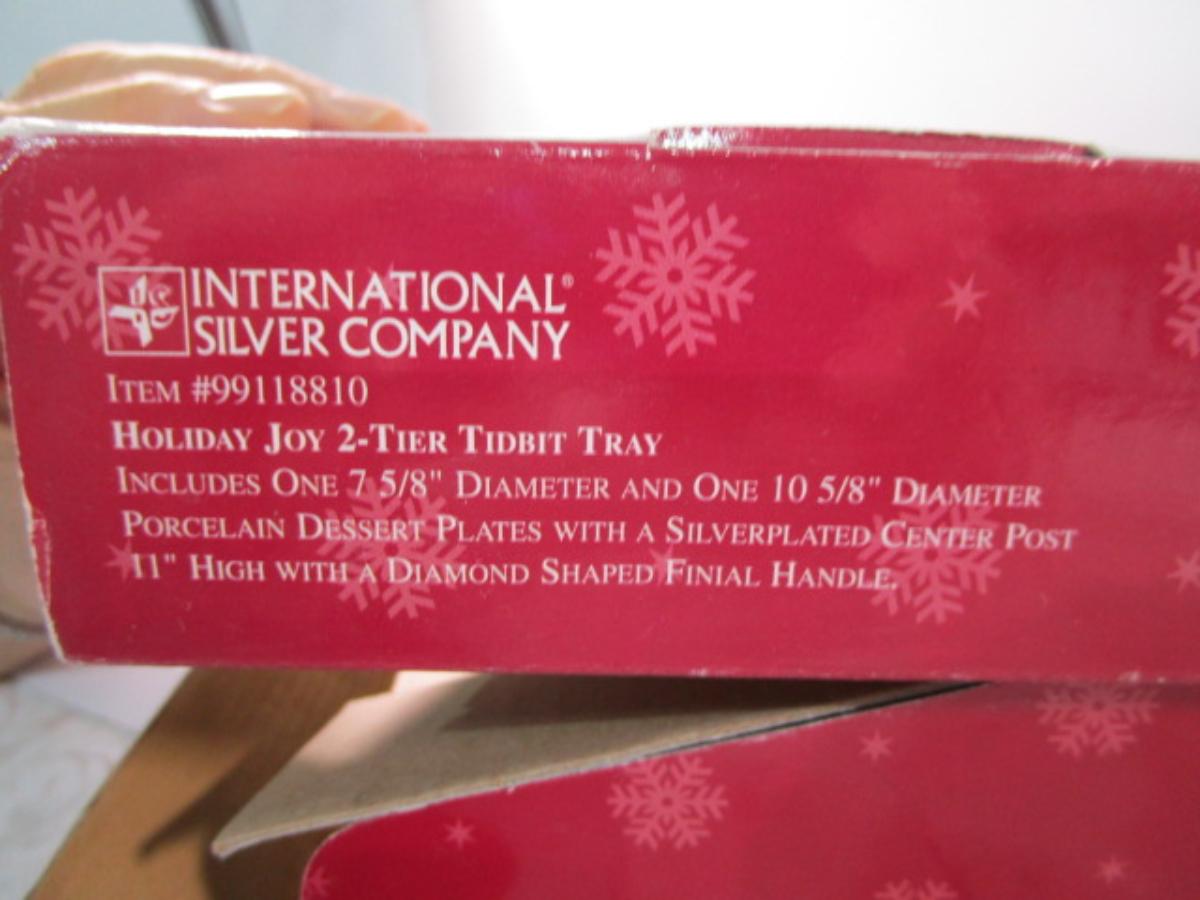 INTERNATIONAL®
SILVER COMPANY
ITEM #99118810
HOLIDAY JOY 2-TIER TIDBIT TRAY
INCLUDES ONE 7 5/8" DIAMETER AND ONE 10 5/8" DIAMETER
PORCELAIN DESSERT PLATES WITH A SILVERPLATED CENTER POST
11" HIGH WITH A DIAMOND SHAPED FINIAL HANDLE.